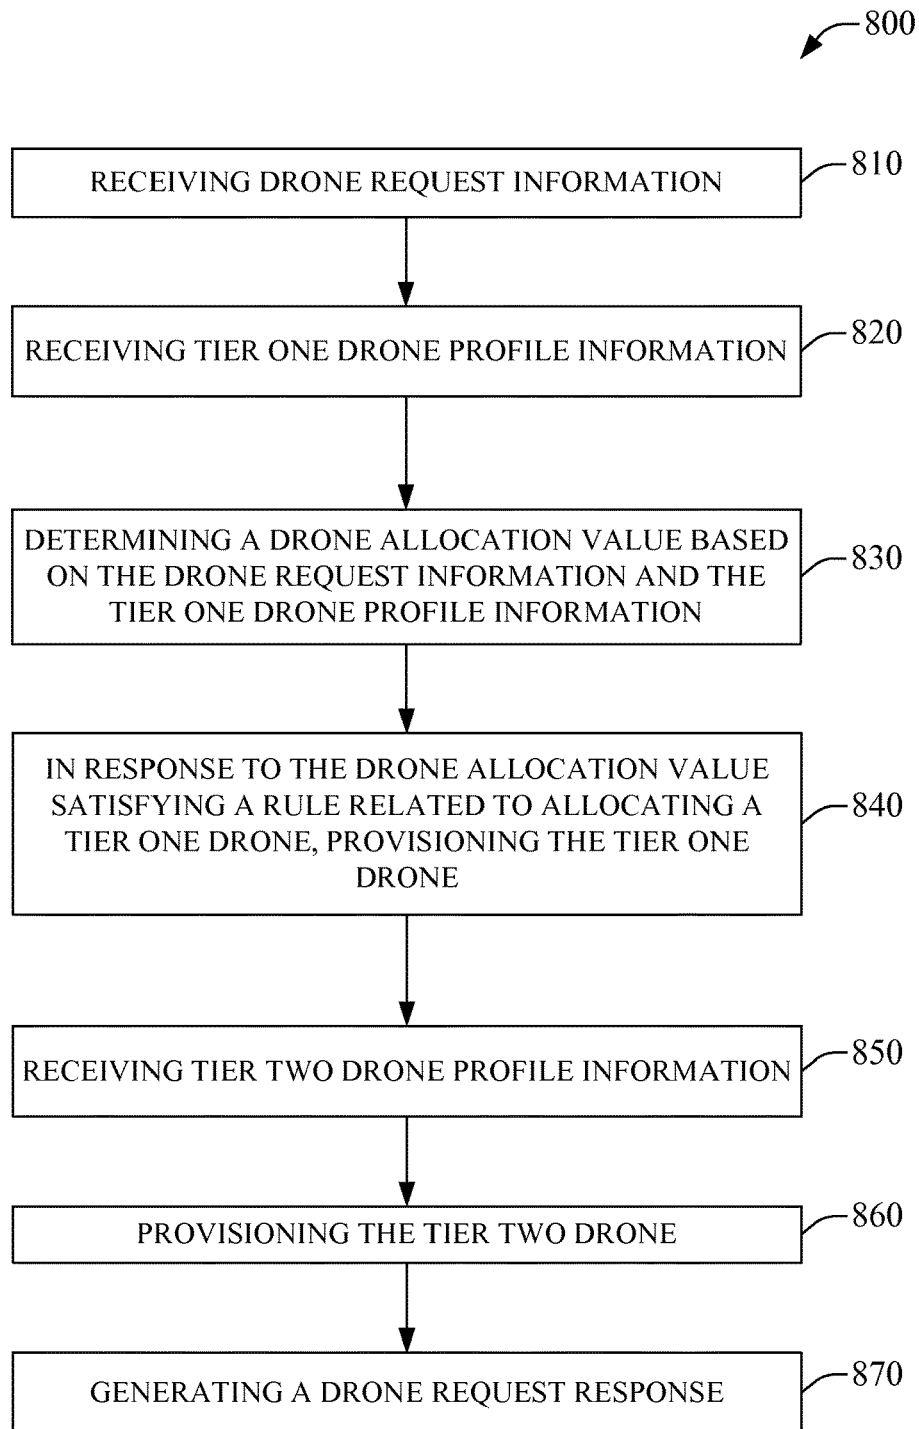 800
RECEIVING DRONE REQUEST INFORMATION
810
RECEIVING TIER ONE DRONE PROFILE INFORMATION
820
DETERMINING A DRONE ALLOCATION VALUE BASED
ON THE DRONE REQUEST INFORMATION AND THE
TIER ONE DRONE PROFILE INFORMATION
830
IN RESPONSE TO THE DRONE ALLOCATION VALUE
SATISFYING A RULE RELATED TO ALLOCATING A
TIER ONE DRONE, PROVISIONING THE TIER ONE
DRONE
840
RECEIVING TIER TWO DRONE PROFILE INFORMATION
850
PROVISIONING THE TIER TWO DRONE
860
GENERATING A DRONE REQUEST RESPONSE
870